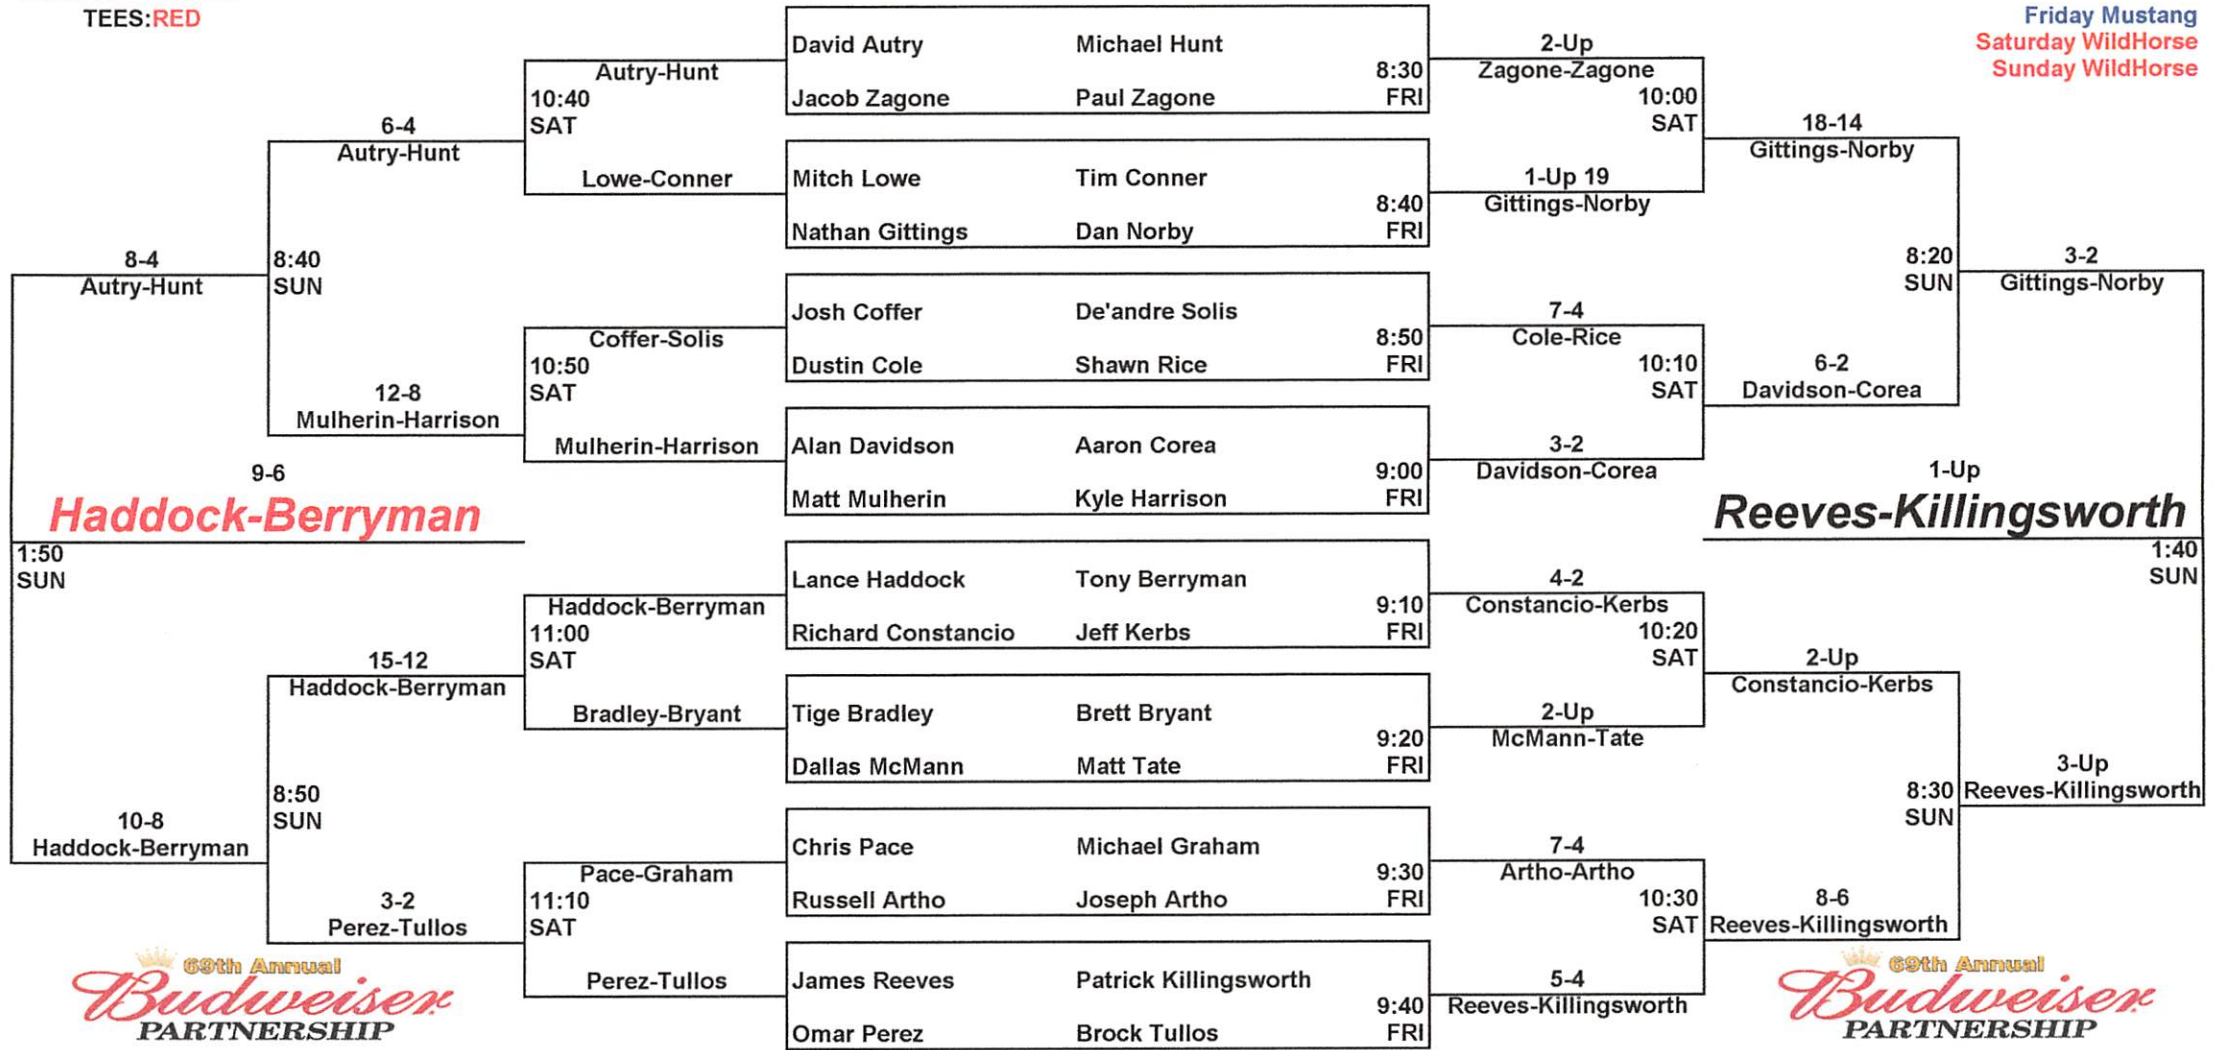 TEES:RED
Friday Mustang
Saturday WildHorse
Sunday WildHorse
8-4
Autry-Hunt
9-6
Haddock-Berryman
1:50
SUN
10-8
Haddock-Berryman
6-4
Autry-Hunt
8:40
SUN
12-8
Mulherin-Harrison
15-12
Haddock-Berryman
8:50
SUN
3-2
Perez-Tullos
Autry-Hunt
10:40
SAT
Lowe-Conner
Coffer-Solis
10:50
SAT
Mulherin-Harrison
Haddock-Berryman
11:00
SAT
Bradley-Bryant
Pace-Graham
11:10
SAT
Perez-Tullos
David Autry Michael Hunt
8:30
Jacob Zagone Paul Zagone FRI
Mitch Lowe Tim Conner
8:40
Nathan Gittings Dan Norby FRI
Josh Coffer De'andre Solis
8:50
Dustin Cole Shawn Rice FRI
Alan Davidson Aaron Corea
9:00
Matt Mulherin Kyle Harrison FRI
Lance Haddock Tony Berryman
9:10
Richard Constancio Jeff Kerbs FRI
Tige Bradley Brett Bryant
9:20
Dallas McMann Matt Tate FRI
Chris Pace Michael Graham
9:30
Russell Artho Joseph Artho FRI
James Reeves Patrick Killingsworth
9:40
Omar Perez Brock Tullos FRI
2-Up
Zagone-Zagone
10:00
SAT
1-Up 19
Gittings-Norby
7-4
Cole-Rice
10:10
SAT
3-2
Davidson-Corea
4-2
Constancio-Kerbs
10:20
SAT
2-Up
McMann-Tate
7-4
Artho-Artho
10:30
SAT
5-4
Reeves-Killingsworth
18-14
Gittings-Norby
8:20
SUN
6-2
Davidson-Corea
2-Up
Constancio-Kerbs
8:30
SUN
8-6
Reeves-Killingsworth
3-2
Gittings-Norby
1-Up
Reeves-Killingsworth
1:40
SUN
3-Up
Reeves-Killingsworth
69th Annual
Budweiser
PARTNERSHIP
69th Annual
Budweiser
PARTNERSHIP